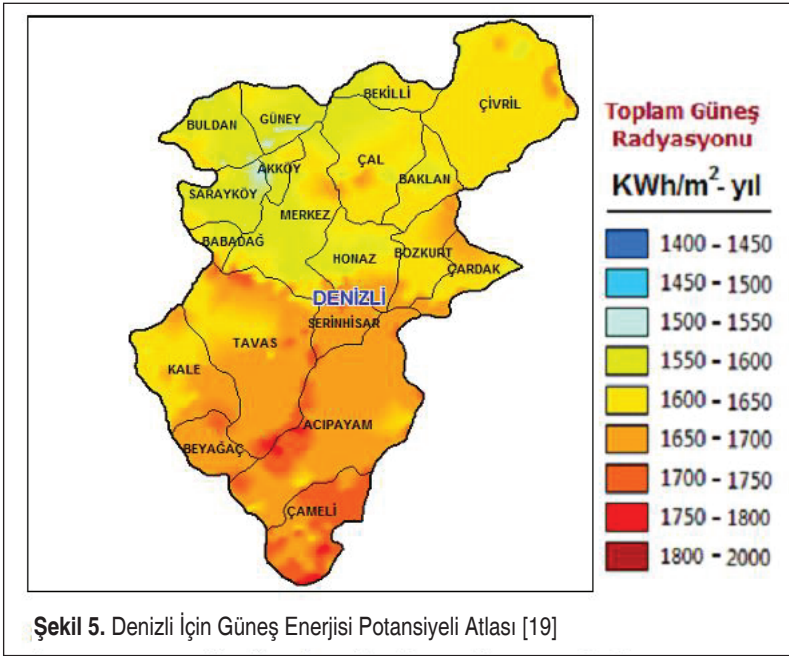 BEKİLLİ
ÇİVRİL
BULDAN
GÜNEY
AKKÖY
ÇAL
SARAYKÖY
BAKLAN
MERKEZ
BABADAĞ
HONAZ
BOZKURT
ÇARDAK
DENİZLİ
SERİNHİSAR
TAVAS
KALE
ACIPAYAM
BEYAĞAÇ
ÇAMELİ
Toplam Güneş
Radyasyonu
KWh/m²- yıl
1400 - 1450
1450 - 1500
1500 - 1550
1550 - 1600
1600 - 1650
1650 - 1700
1700 - 1750
1750 - 1800
1800 - 2000
Şekil 5. Denizli İçin Güneş Enerjisi Potansiyeli Atlası [19]